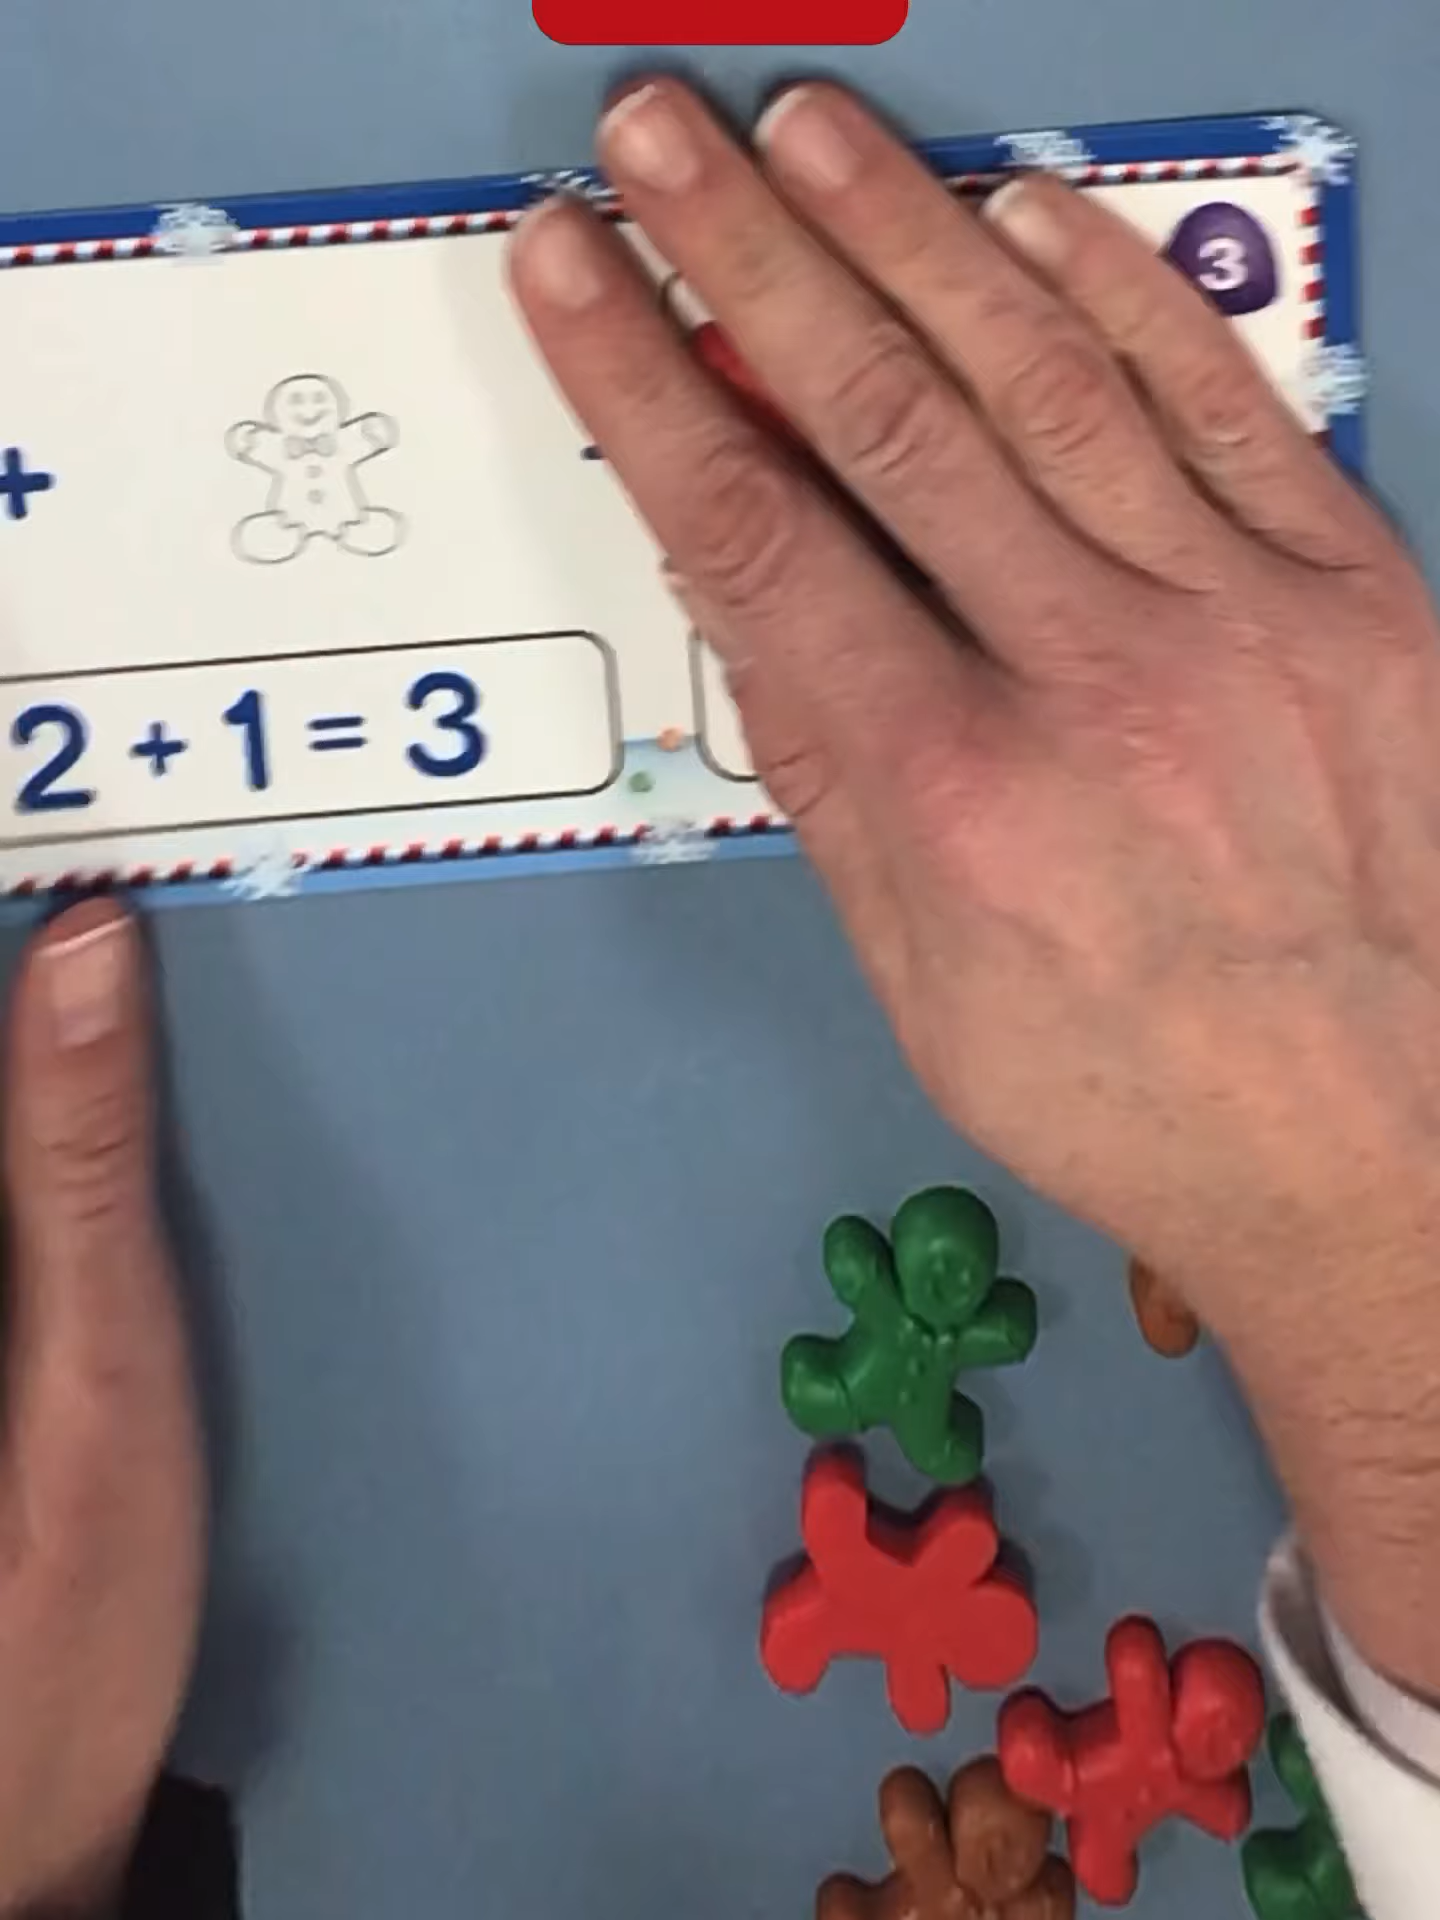 3
+
2 + 1 = 3